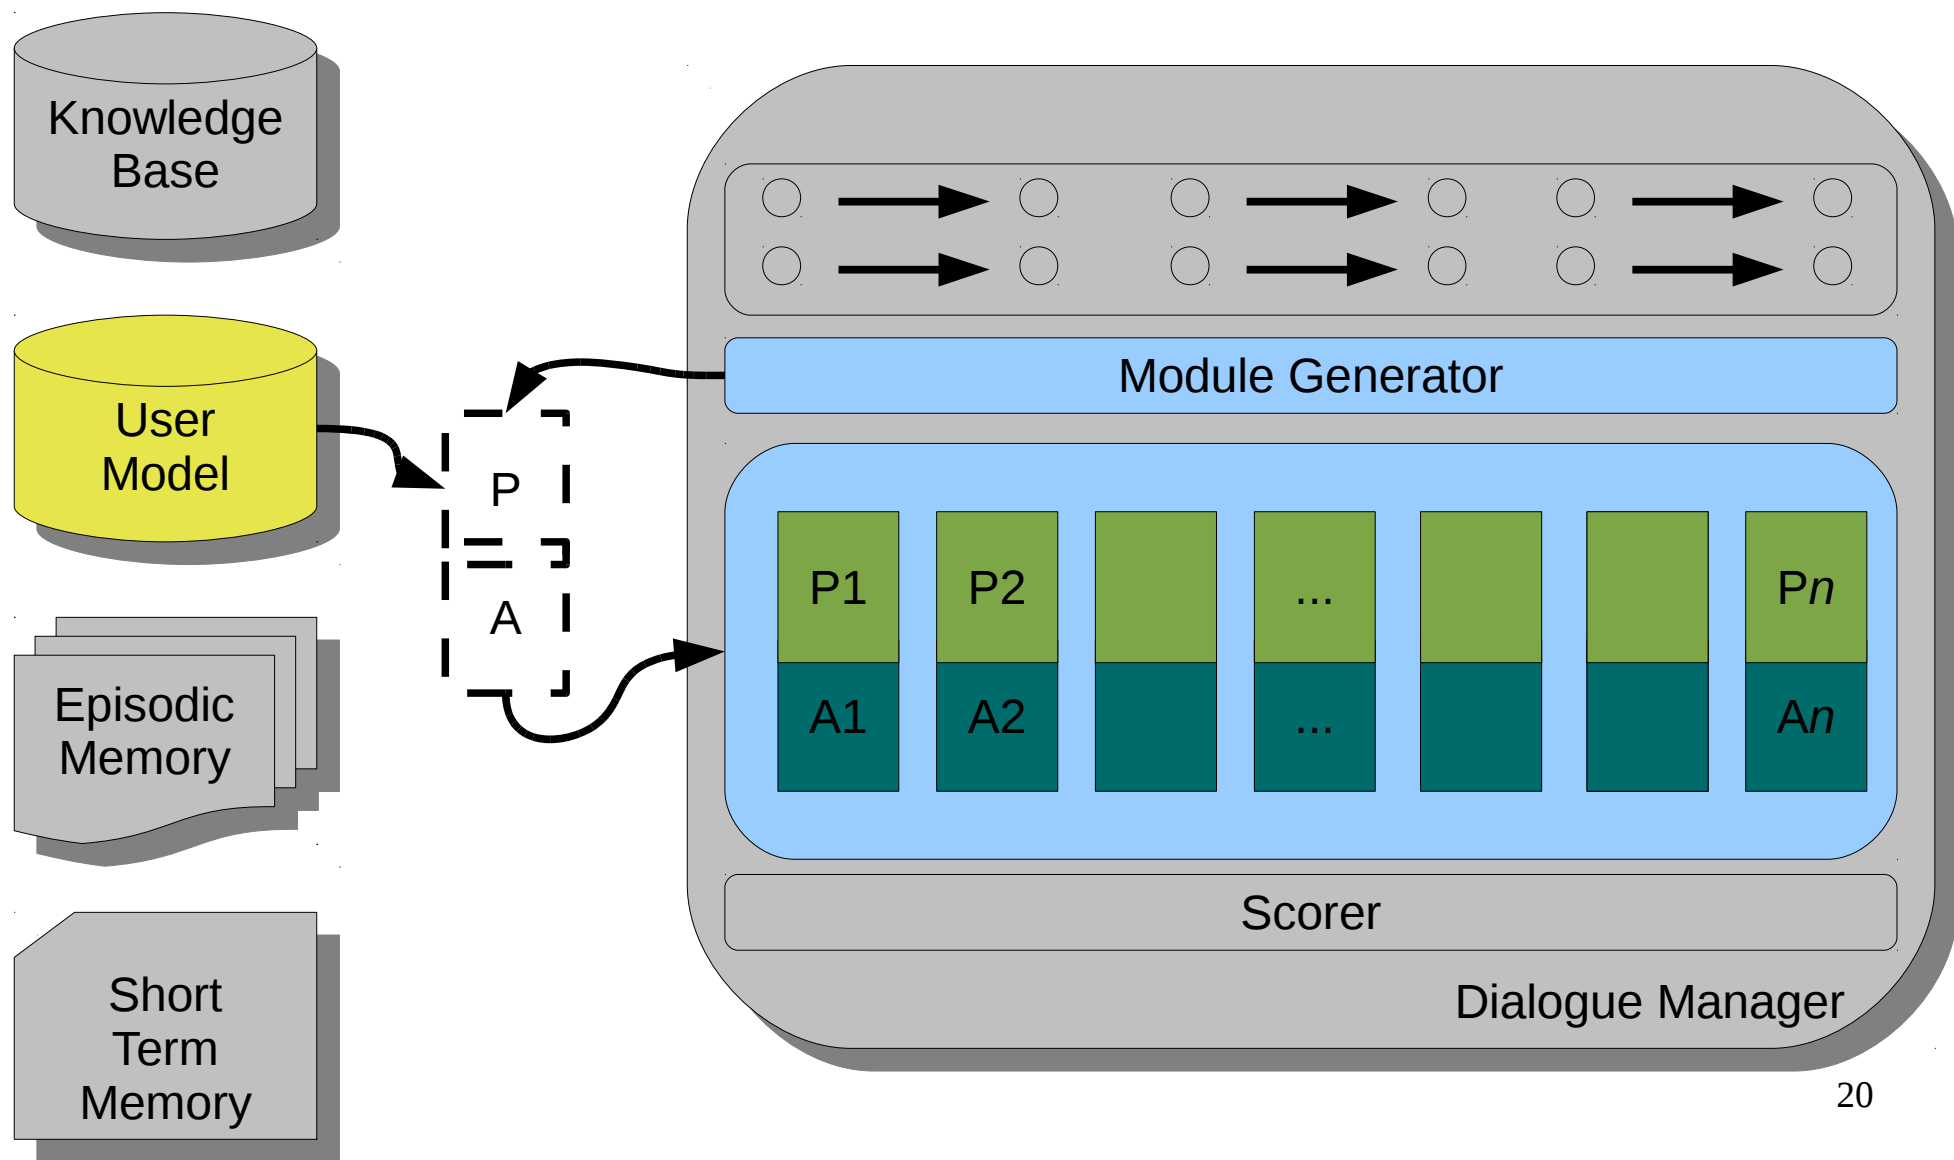 Knowledge
Base
User
Model
Episodic
Memory
Short
Term
Memory
P
A
Module Generator
P1 P2 ... Pn
A1 A2 ... An
Scorer
Dialogue Manager
20